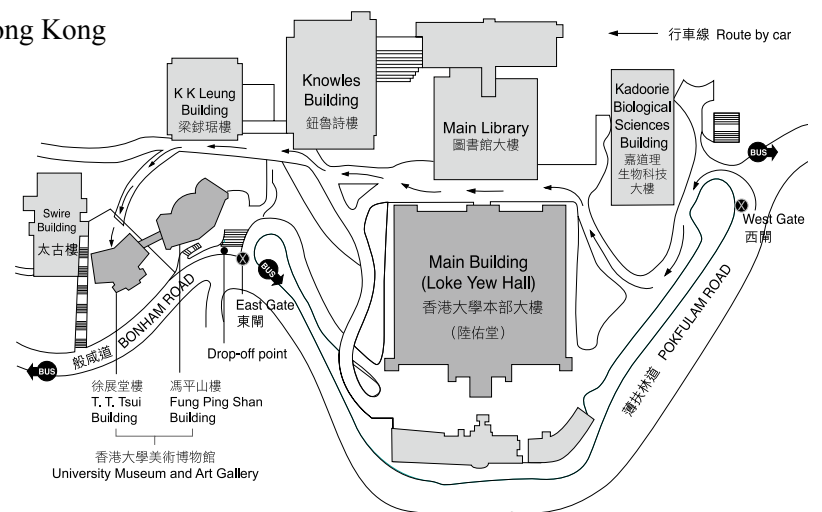 ong Kong
行車線 Route by car
Knowles
Building
鈕魯詩樓
K K Leung
Building
梁銶琚樓
Main Library
圖書館大樓
Kadoorie
Biological
Sciences
Building
嘉道理
生物科技
大樓
BUS
Swire
Building
太古樓
West Gate
西閘
Main Building
(Loke Yew Hall)
香港大學本部大樓
(陸佑堂)
BUS
East Gate
東閘
般咸道 BONHAM ROAD
薄扶林道 POKFULAM ROAD
Drop-off point
BUS
徐展堂樓
T. T. Tsui
Building
馮平山樓
Fung Ping Shan
Building
香港大學美術博物館
University Museum and Art Gallery